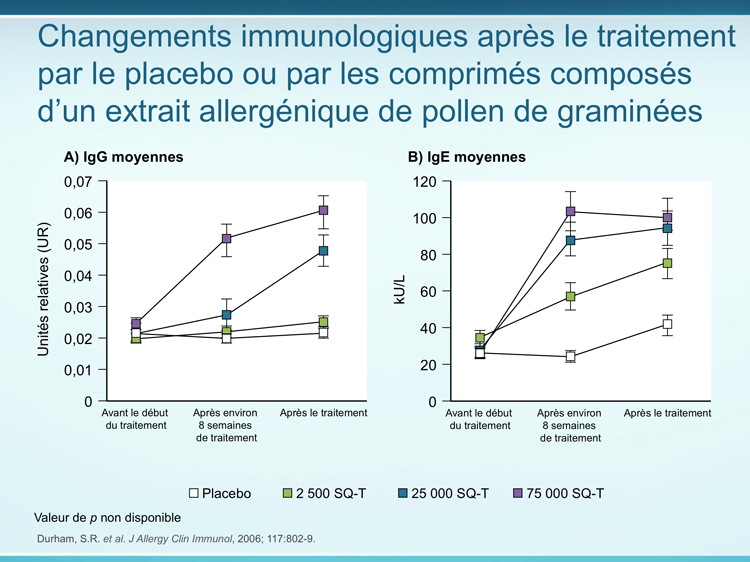 Changements immunologiques après le traitement
par le placebo ou par les comprimés composés
d’un extrait allergénique de pollen de graminées
A) IgG moyennes
Unités relatives (UR)
0,07
0,06
0,05
0,04
0,03
0,02
0,01
0
Avant le début
du traitement
Après environ
8 semaines
de traitement
Après le traitement
B) IgE moyennes
kU/L
120
100
80
60
40
20
0
Avant le début
du traitement
Après environ
8 semaines
de traitement
Après le traitement
Placebo
2 500 SQ-T
25 000 SQ-T
75 000 SQ-T
Valeur de p non disponible
Durham, S.R. et al. J Allergy Clin Immunol, 2006; 117:802-9.